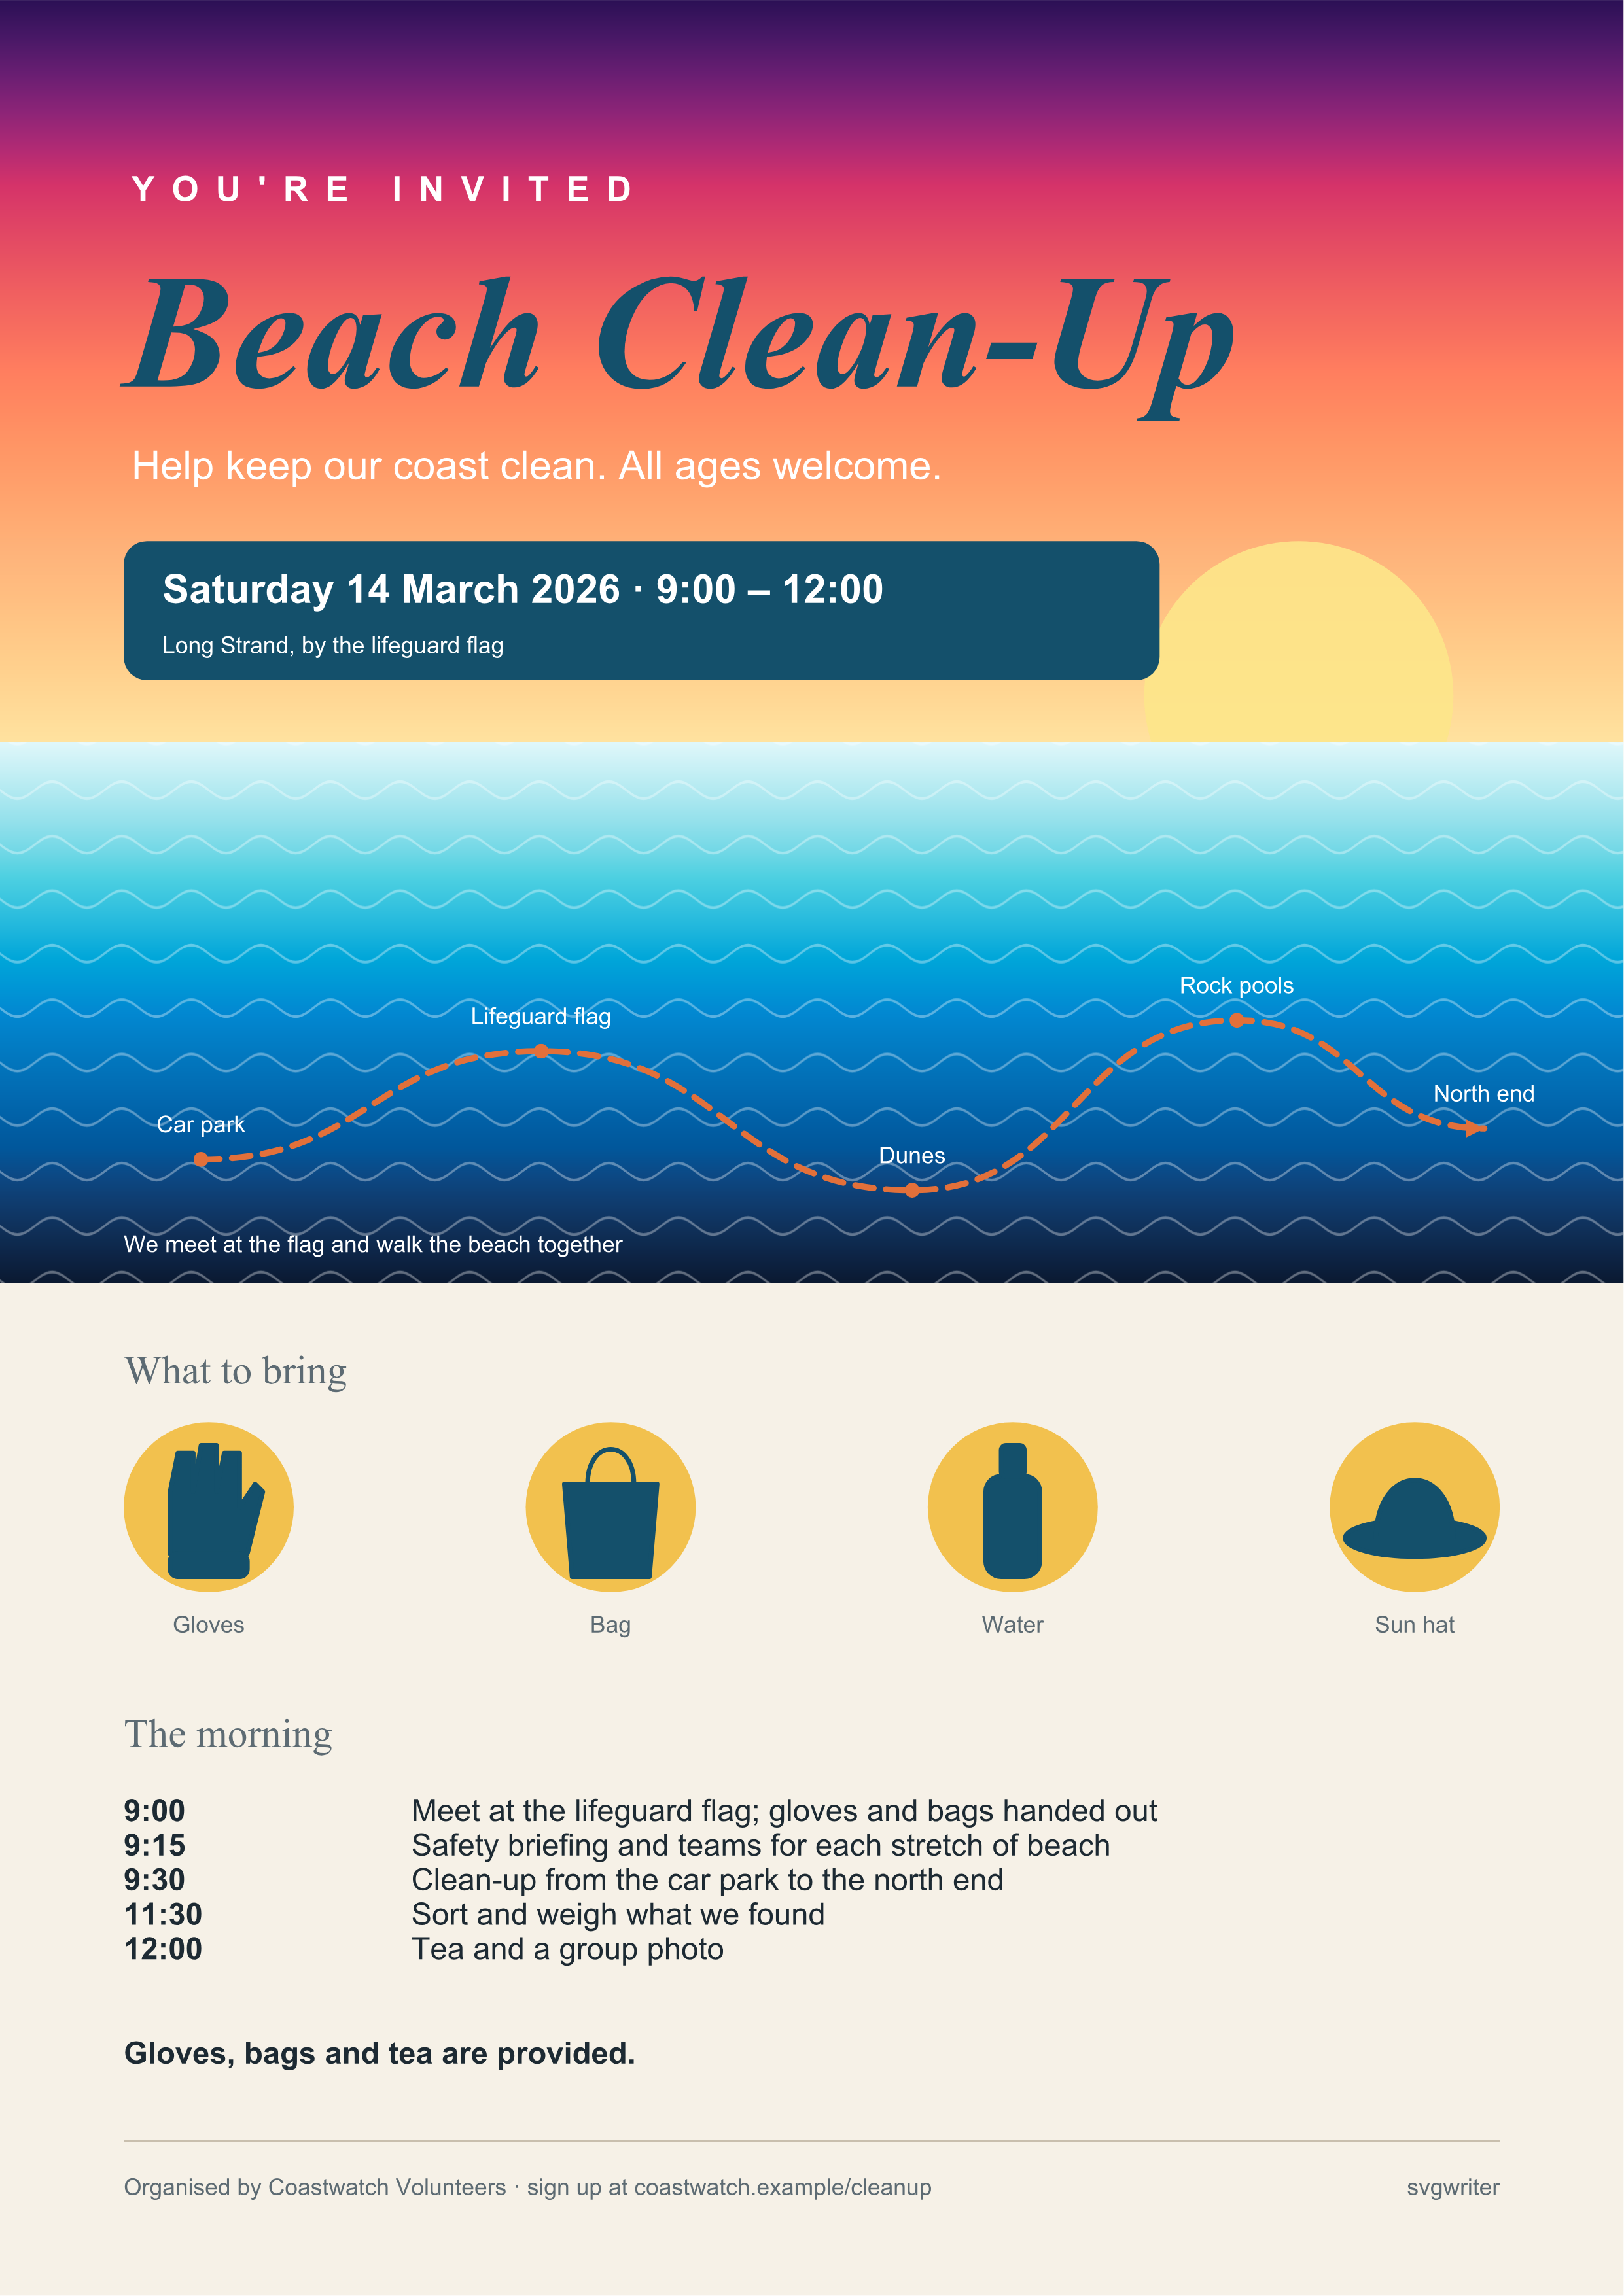 YOU'RE INVITED
Beach Clean-Up
Help keep our coast clean. All ages welcome.
Saturday 14 March 2026 · 9:00 – 12:00
Long Strand, by the lifeguard flag
Rock pools
Lifeguard flag
North end
Car park
Dunes
We meet at the flag and walk the beach together
What to bring
Gloves Bag Water Sun hat
The morning
9:00 Meet at the lifeguard flag; gloves and bags handed out
9:15 Safety briefing and teams for each stretch of beach
9:30 Clean-up from the car park to the north end
11:30 Sort and weigh what we found
12:00 Tea and a group photo
Gloves, bags and tea are provided.
Organised by Coastwatch Volunteers · sign up at coastwatch.example/cleanup svgwriter